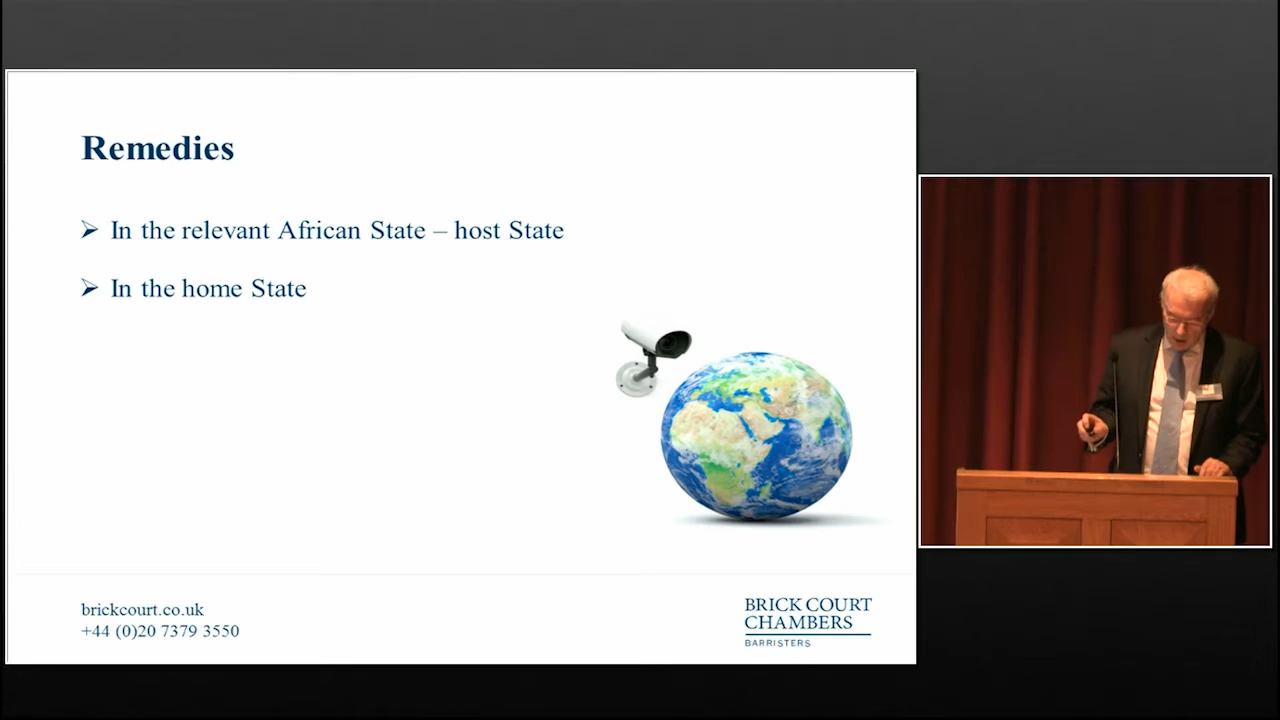 Remedies
➢ In the relevant African State – host State
➢ In the home State
brickcourt.co.uk
+44 (0)20 7379 3550
BRICK COURT
CHAMBERS
BARRISTERS